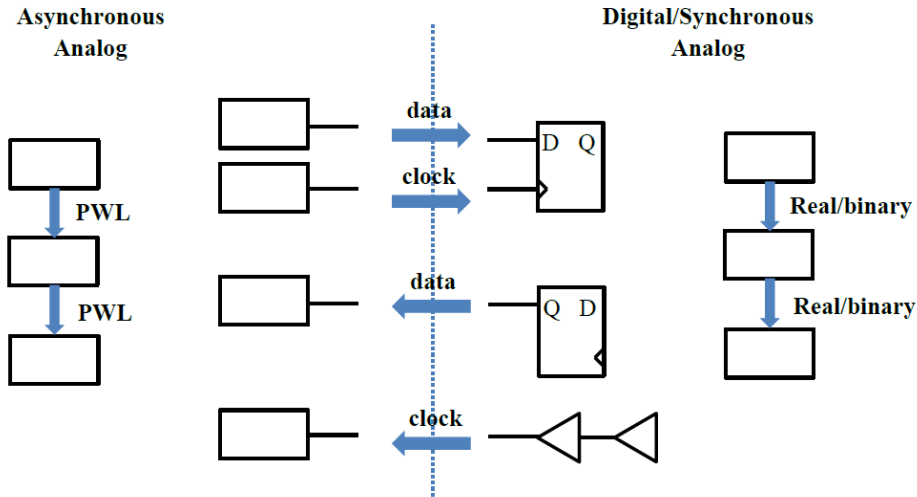 Asynchronous
Analog
Digital/Synchronous
Analog
data
D Q
clock
PWL
Real/binary
data
Q D
PWL
Real/binary
clock